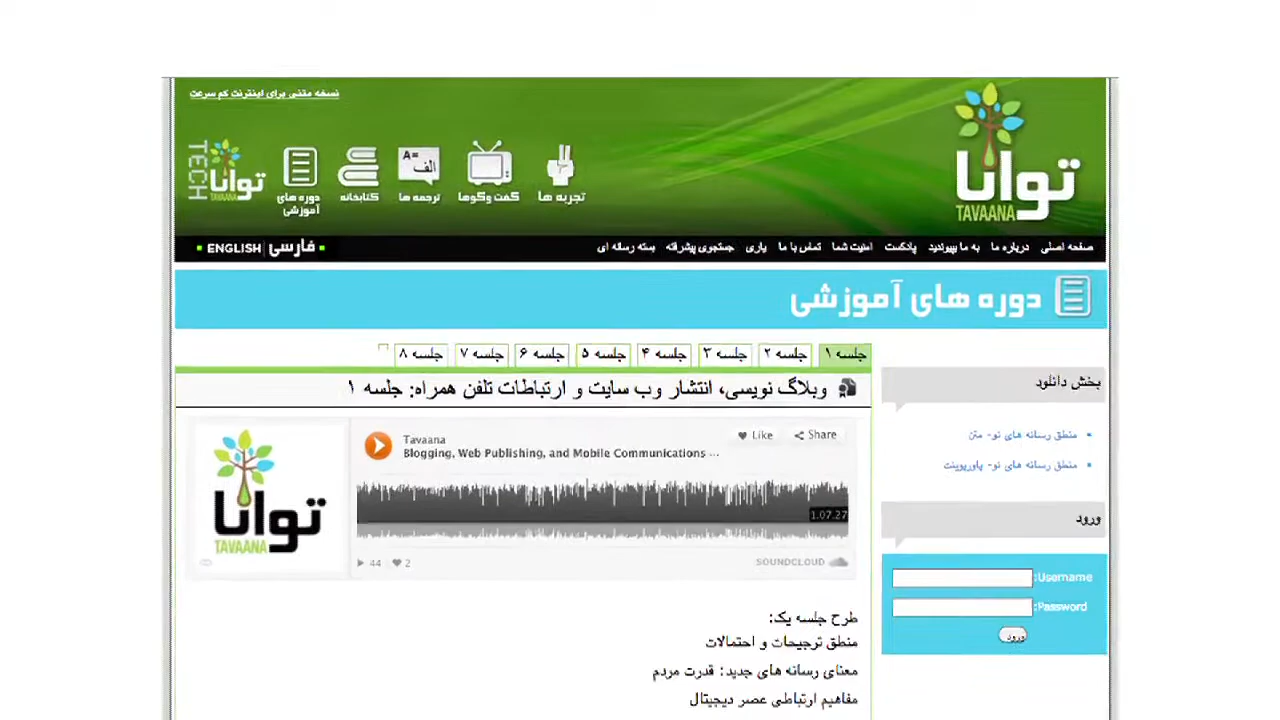 نسخه متنی برای اینترنت کم سرعت
توانا
TAVAANA
تجربه ها
گفت وگوها
A= الف
ترجمه ها
کتابخانه
دوره های آموزشی
توانا
TAVAANA
TECH
صفحه اصلی
درباره ما
به ما بپیوندید
پادکست
امنیت شما
تماس با ما
یاری
جستجوی پیشرفته
بسته رسانه ای
فارسی | ENGLISH
دوره های آموزشی
جلسه ۱
جلسه ۲
جلسه ۳
جلسه ۴
جلسه ۵
جلسه ۶
جلسه ۷
جلسه ۸
وبلاگ نویسی، انتشار وب سایت و ارتباطات تلفن همراه: جلسه ۱
توانا
TAVAANA
Tavaana
Blogging, Web Publishing, and Mobile Communications ...
Like
Share
1.07.27
44
2
SOUNDCLOUD
طرح جلسه یک:
منطق ترجیحات و احتمالات
معنای رسانه های جدید: قدرت مردم
مفاهیم ارتباطی عصر دیجیتال
بخش دانلود
منطق رسانه های نو- متن
منطق رسانه های نو- پاورپوینت
ورود
Username:
Password:
ورود